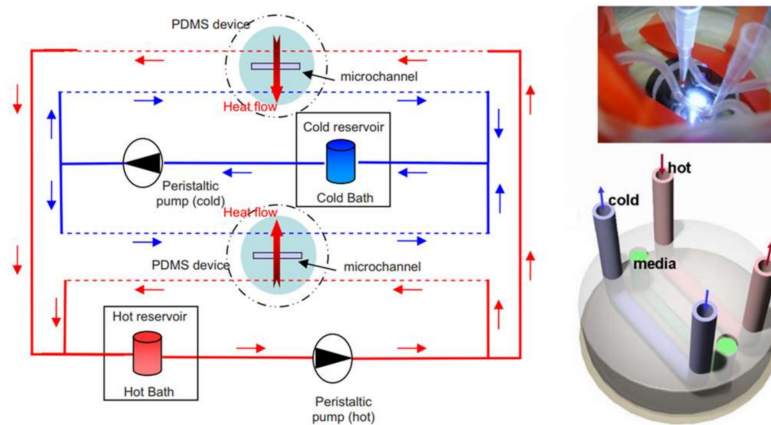 PDMS device
microchannel
Heat flow
Cold reservoir
Cold Bath
Peristaltic
pump (cold)
Heat flow
PDMS device
microchannel
Hot reservoir
Hot Bath
Peristaltic
pump (hot)
hot
cold
media